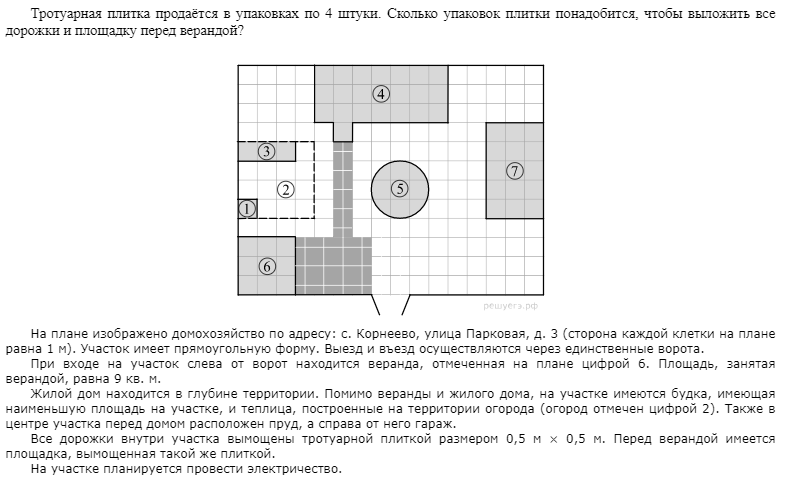 Тротуарная плитка продаётся в упаковках по 4 штуки. Сколько упаковок плитки понадобится, чтобы выложить все
дорожки и площадку перед верандой?
4
3
7
2
5
1
6
решуегэ.рф
На плане изображено домохозяйство по адресу: с. Корнеево, улица Парковая, д. 3 (сторона каждой клетки на плане
равна 1 м). Участок имеет прямоугольную форму. Выезд и въезд осуществляются через единственные ворота.
При входе на участок слева от ворот находится веранда, отмеченная на плане цифрой 6. Площадь, занятая
верандой, равна 9 кв. м.
Жилой дом находится в глубине территории. Помимо веранды и жилого дома, на участке имеются будка, имеющая
наименьшую площадь на участке, и теплица, построенные на территории огорода (огород отмечен цифрой 2). Также в
центре участка перед домом расположен пруд, а справа от него гараж.
Все дорожки внутри участка вымощены тротуарной плиткой размером 0,5 м × 0,5 м. Перед верандой имеется
площадка, вымощенная такой же плиткой.
На участке планируется провести электричество.